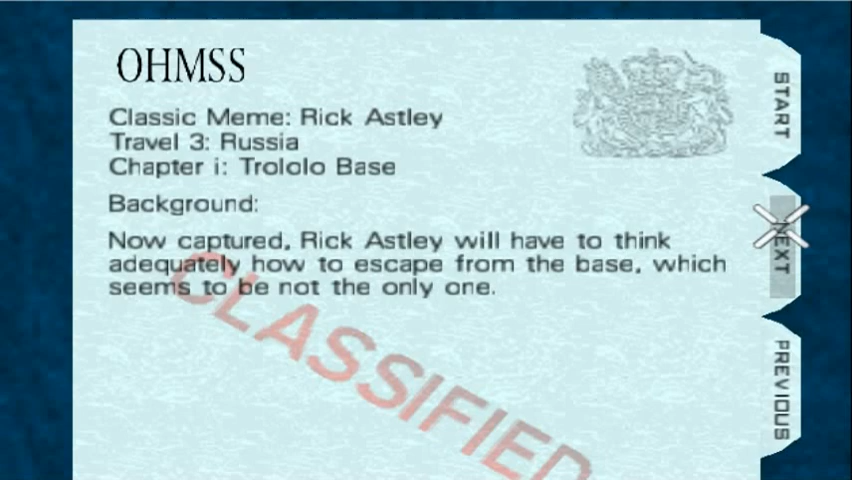 OHMSS
Classic Meme: Rick Astley
Travel 3: Russia
Chapter i: Trololo Base
Background:
Now captured, Rick Astley will have to think
adequately how to escape from the base, which
seems to be not the only one.
CLASSIFIED
START
NEXT
PREVIOUS